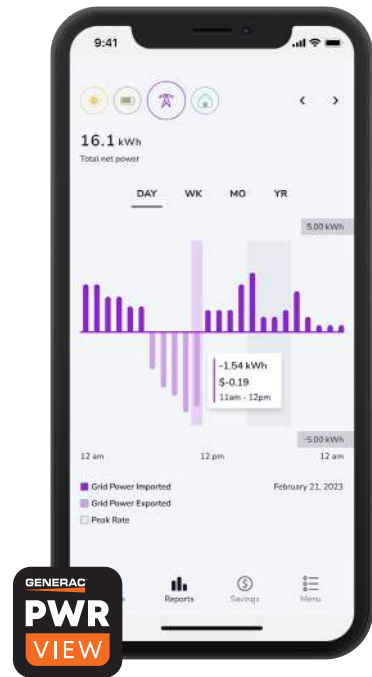 9:41
16.1 kWh
Total net power
DAY WK MO YR
5.00 kWh
-1.54 kWh
$-0.19
11am - 12pm
-5.00 kWh
12 am 12 pm 12 am
Grid Power Imported February 21, 2023
Grid Power Exported
Peak Rate
Reports Savings Menu
GENERAC
PWR
VIEW